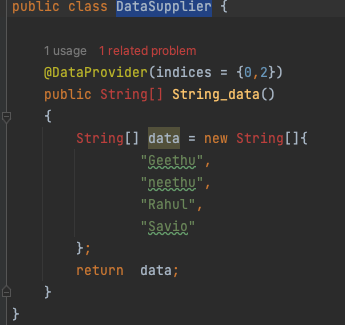 public class DataSupplier {
1 usage 1 related problem
@DataProvider(indices = {0,2})
public String[] String_data()
{
String[] data = new String[]{
"Geethu",
"neethu",
"Rahul",
"Savio"
};
return data;
}
}